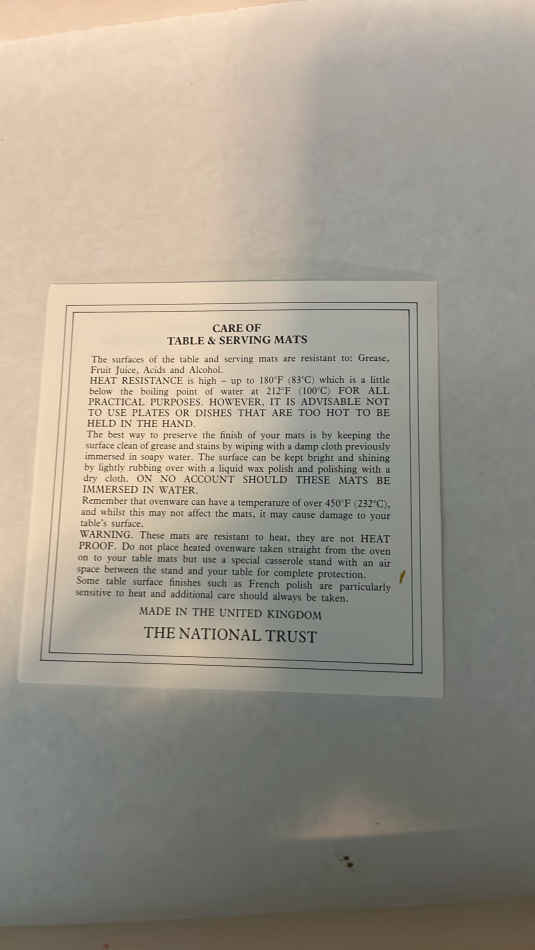 CARE OF
TABLE & SERVING MATS
The surfaces of the table and serving mats are resistant to: Grease,
Fruit Juice, Acids and Alcohol.
HEAT RESISTANCE is high – up to 180°F (83°C) which is a little
below the boiling point of water at 212°F (100°C) FOR ALL
PRACTICAL PURPOSES. HOWEVER, IT IS ADVISABLE NOT
TO USE PLATES OR DISHES THAT ARE TOO HOT TO BE
HELD IN THE HAND.
The best way to preserve the finish of your mats is by keeping the
surface clean of grease and stains by wiping with a damp cloth previously
immersed in soapy water. The surface can be kept bright and shining
by lightly rubbing over with a liquid wax polish and polishing with a
dry cloth. ON NO ACCOUNT SHOULD THESE MATS BE
IMMERSED IN WATER.
Remember that ovenware can have a temperature of over 450°F (232°C),
and whilst this may not affect the mats, it may cause damage to your
table's surface.
WARNING. These mats are resistant to heat, they are not HEAT
PROOF. Do not place heated ovenware taken straight from the oven
on to your table mats but use a special casserole stand with an air
space between the stand and your table for complete protection.
Some table surface finishes such as French polish are particularly
sensitive to heat and additional care should always be taken.
MADE IN THE UNITED KINGDOM
THE NATIONAL TRUST